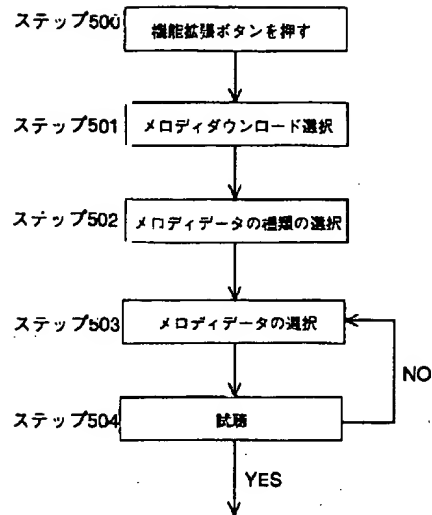 ステップ500
機能拡張ボタンを押す
ステップ501
メロディダウンロード選択
ステップ502
メロディデータの種類の選択
ステップ503
メロディデータの選択
NO
ステップ504
試聴
YES